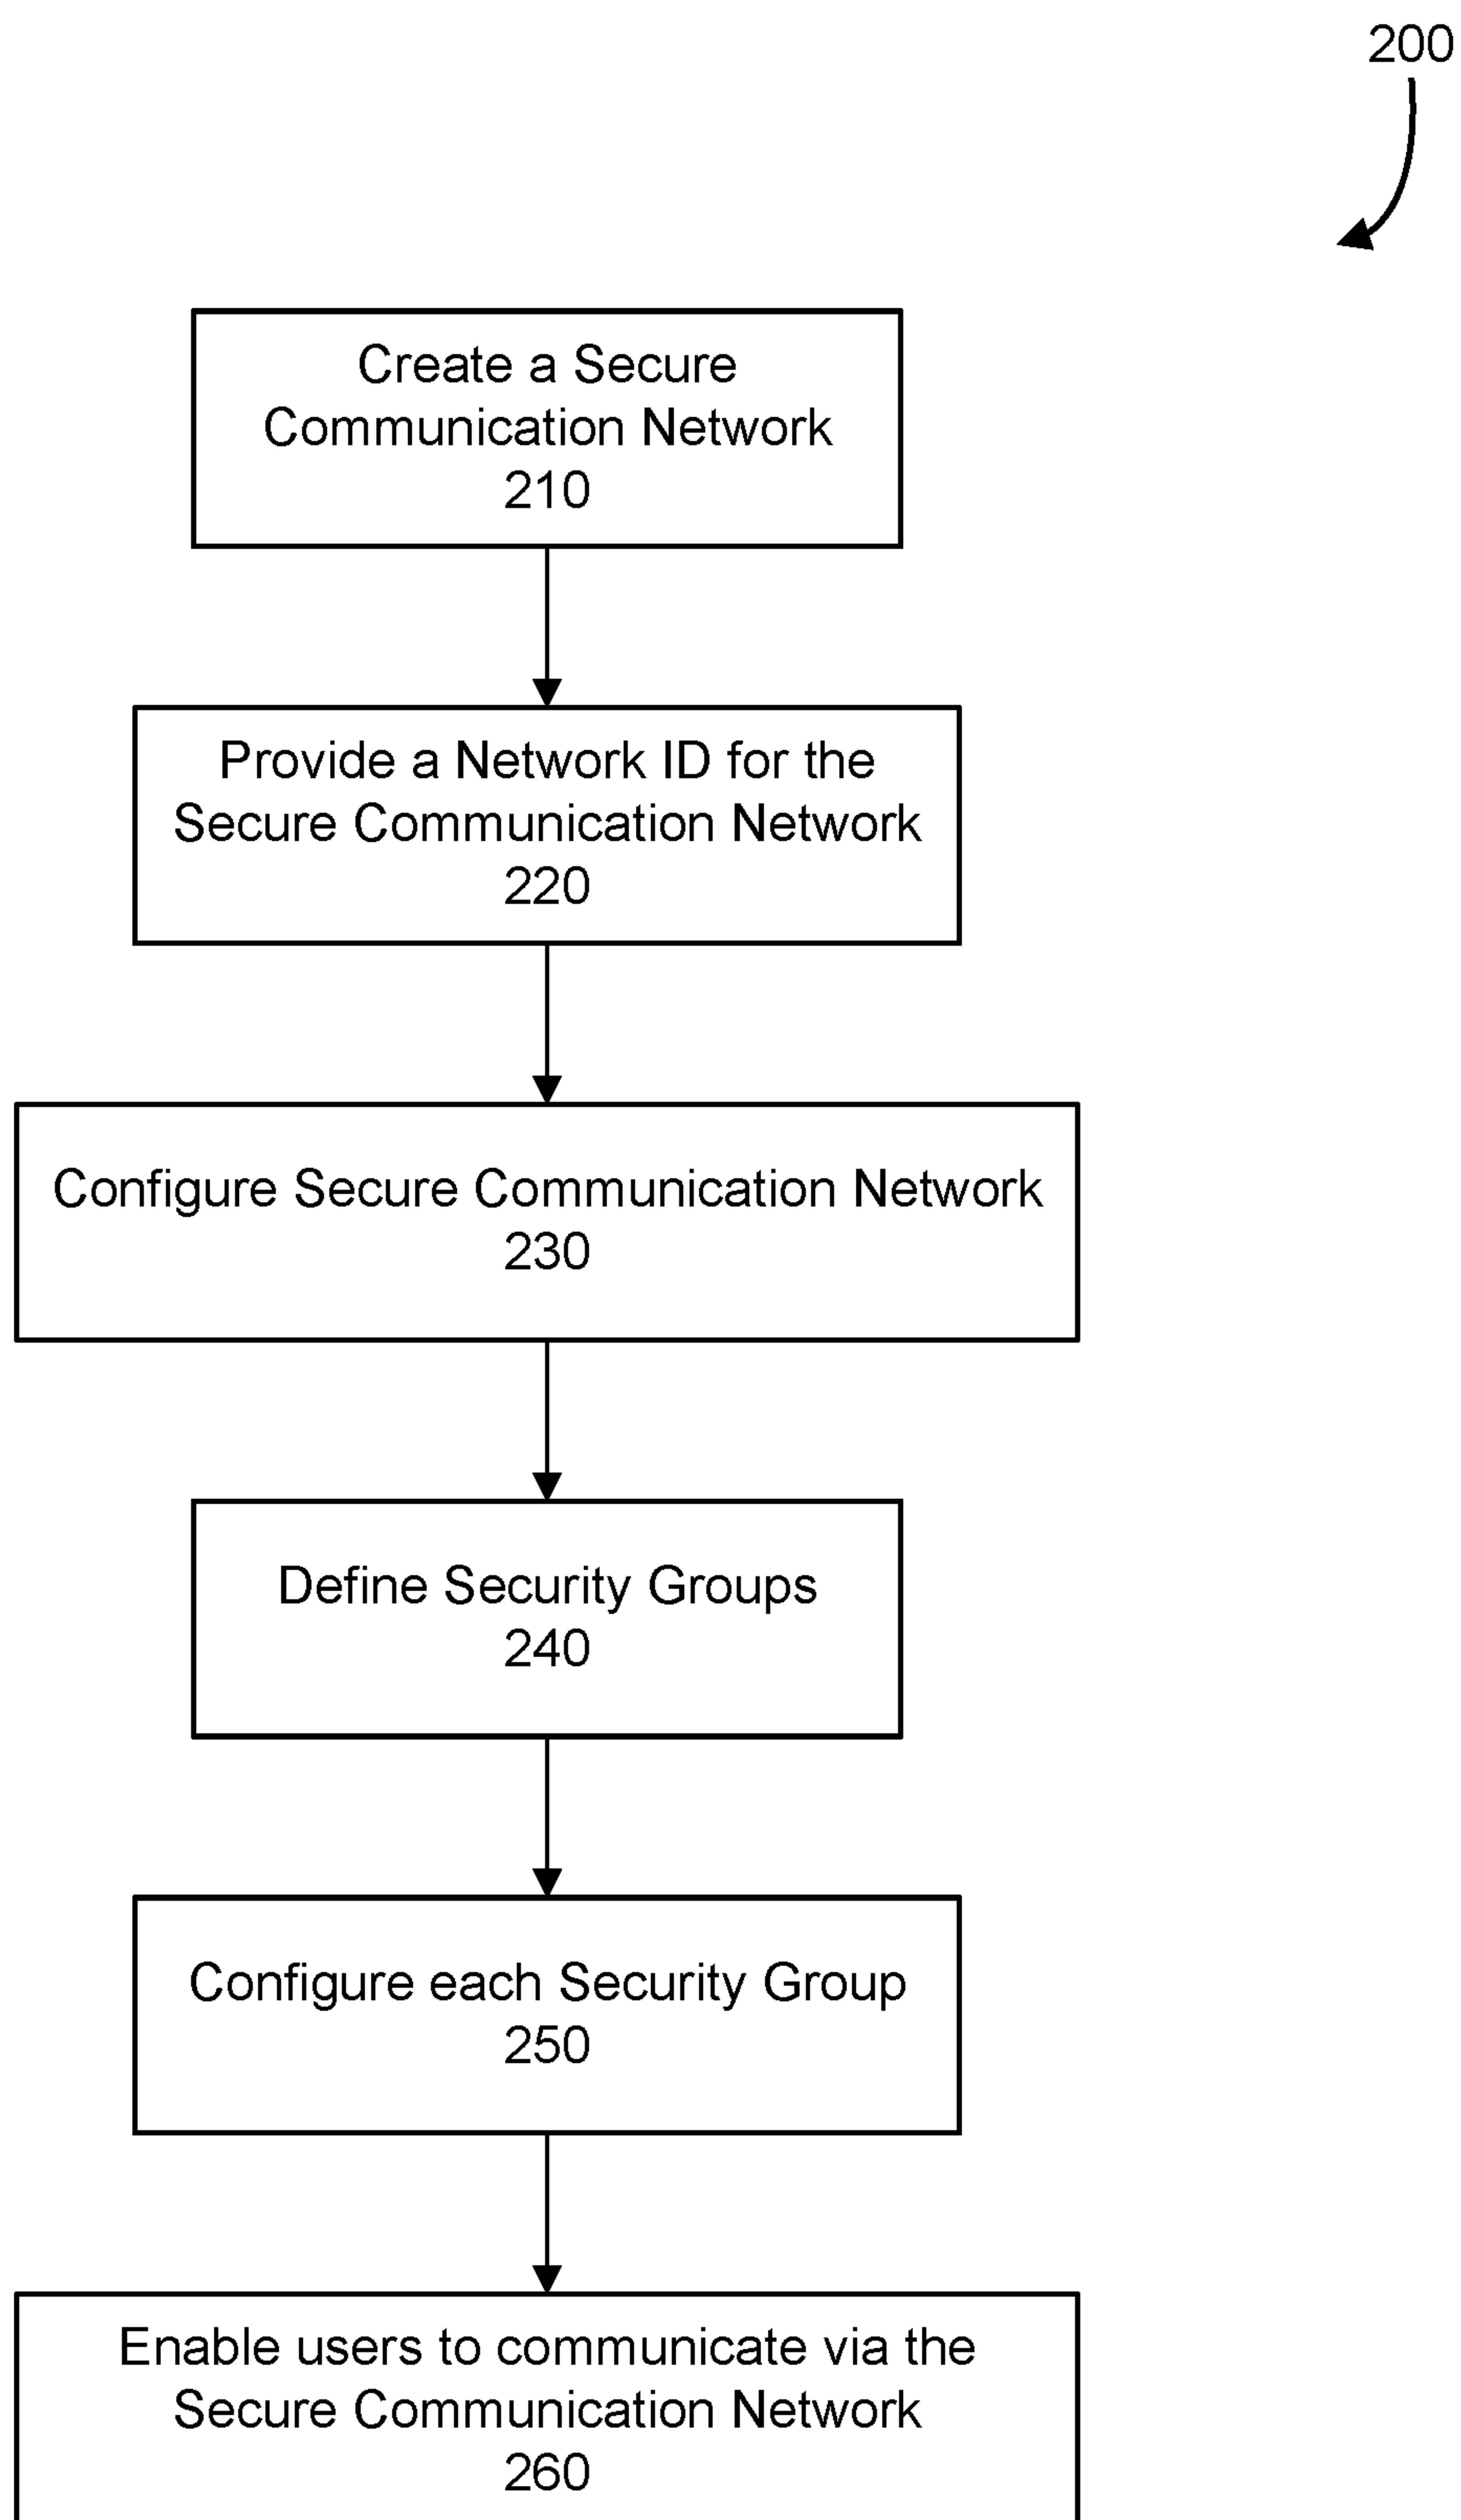 200
Create a Secure
Communication Network
210
Provide a Network ID for the
Secure Communication Network
220
Configure Secure Communication Network
230
Define Security Groups
240
Configure each Security Group
250
Enable users to communicate via the
Secure Communication Network
260